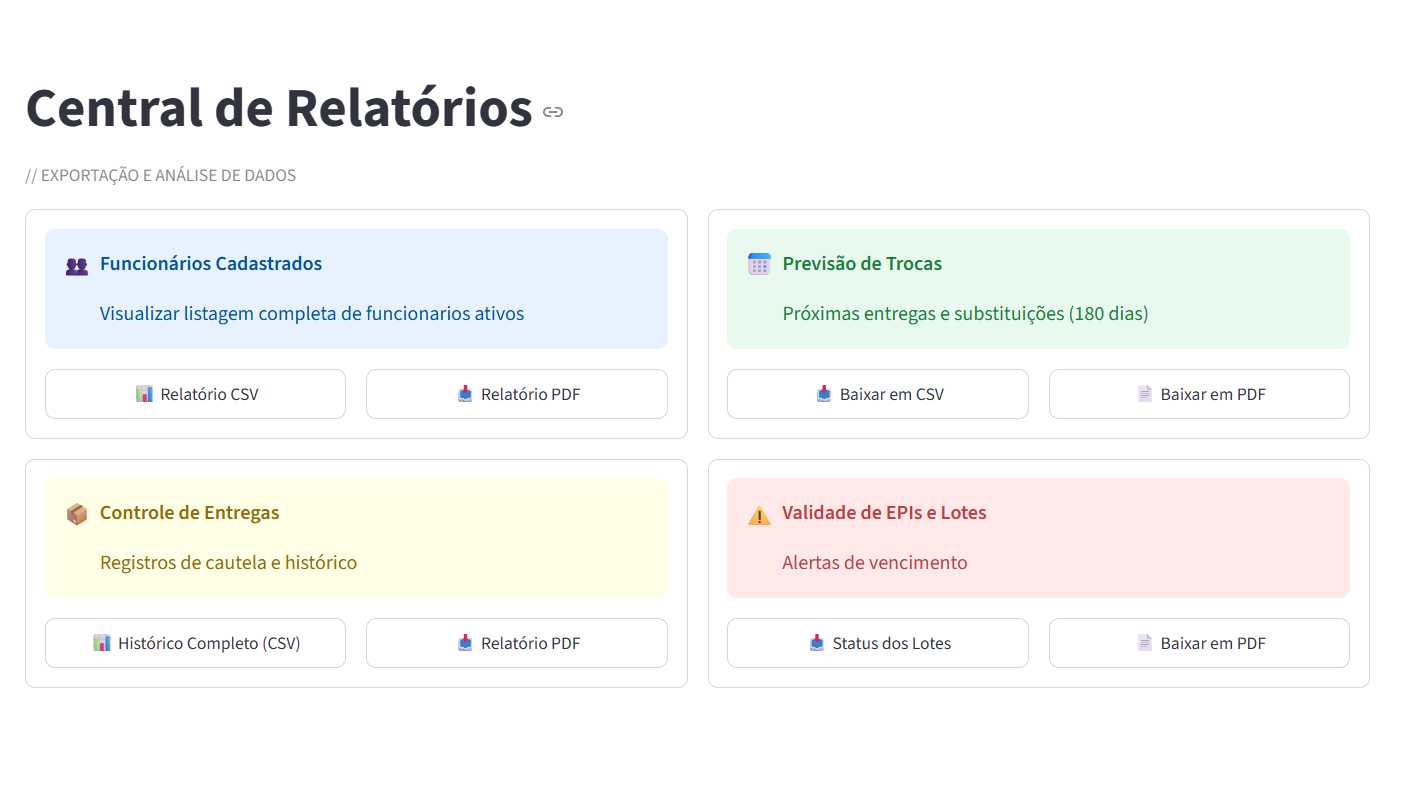 Central de Relatórios
// EXPORTAÇÃO E ANÁLISE DE DADOS
Funcionários Cadastrados
Visualizar listagem completa de funcionarios ativos
Relatório CSV
Relatório PDF
Previsão de Trocas
Próximas entregas e substituições (180 dias)
Baixar em CSV
Baixar em PDF
Controle de Entregas
Registros de cautela e histórico
Histórico Completo (CSV)
Relatório PDF
Validade de EPIs e Lotes
Alertas de vencimento
Status dos Lotes
Baixar em PDF